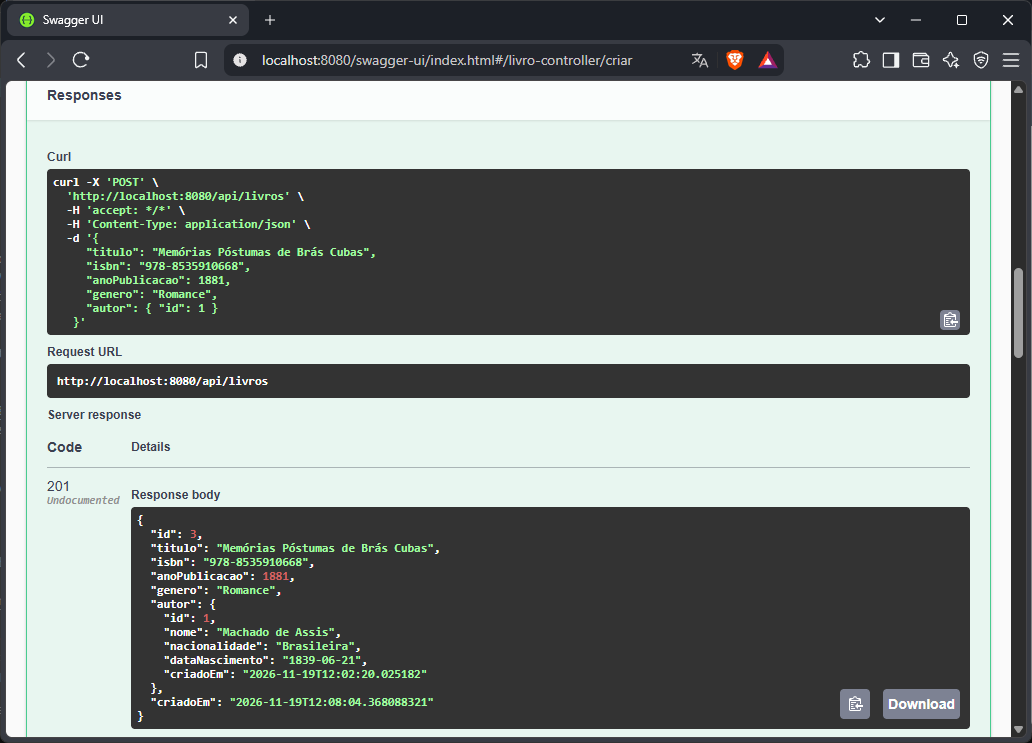 Swagger UI
localhost:8080/swagger-ui/index.html#/livro-controller/criar
Responses
Curl
curl -X 'POST' \
  'http://localhost:8080/api/livros' \
  -H 'accept: */*' \
  -H 'Content-Type: application/json' \
  -d '{
     "titulo": "Memórias Póstumas de Brás Cubas",
     "isbn": "978-8535910668",
     "anoPublicacao": 1881,
     "genero": "Romance",
     "autor": { "id": 1 }
   }'
Request URL
http://localhost:8080/api/livros
Server response
Code Details
201
Undocumented
Response body
{
  "id": 3,
  "titulo": "Memórias Póstumas de Brás Cubas",
  "isbn": "978-8535910668",
  "anoPublicacao": 1881,
  "genero": "Romance",
  "autor": {
    "id": 1,
    "nome": "Machado de Assis",
    "nacionalidade": "Brasileira",
    "dataNascimento": "1839-06-21",
    "criadoEm": "2026-11-19T12:02:20.025182"
  },
  "criadoEm": "2026-11-19T12:08:04.368088321"
}
Download